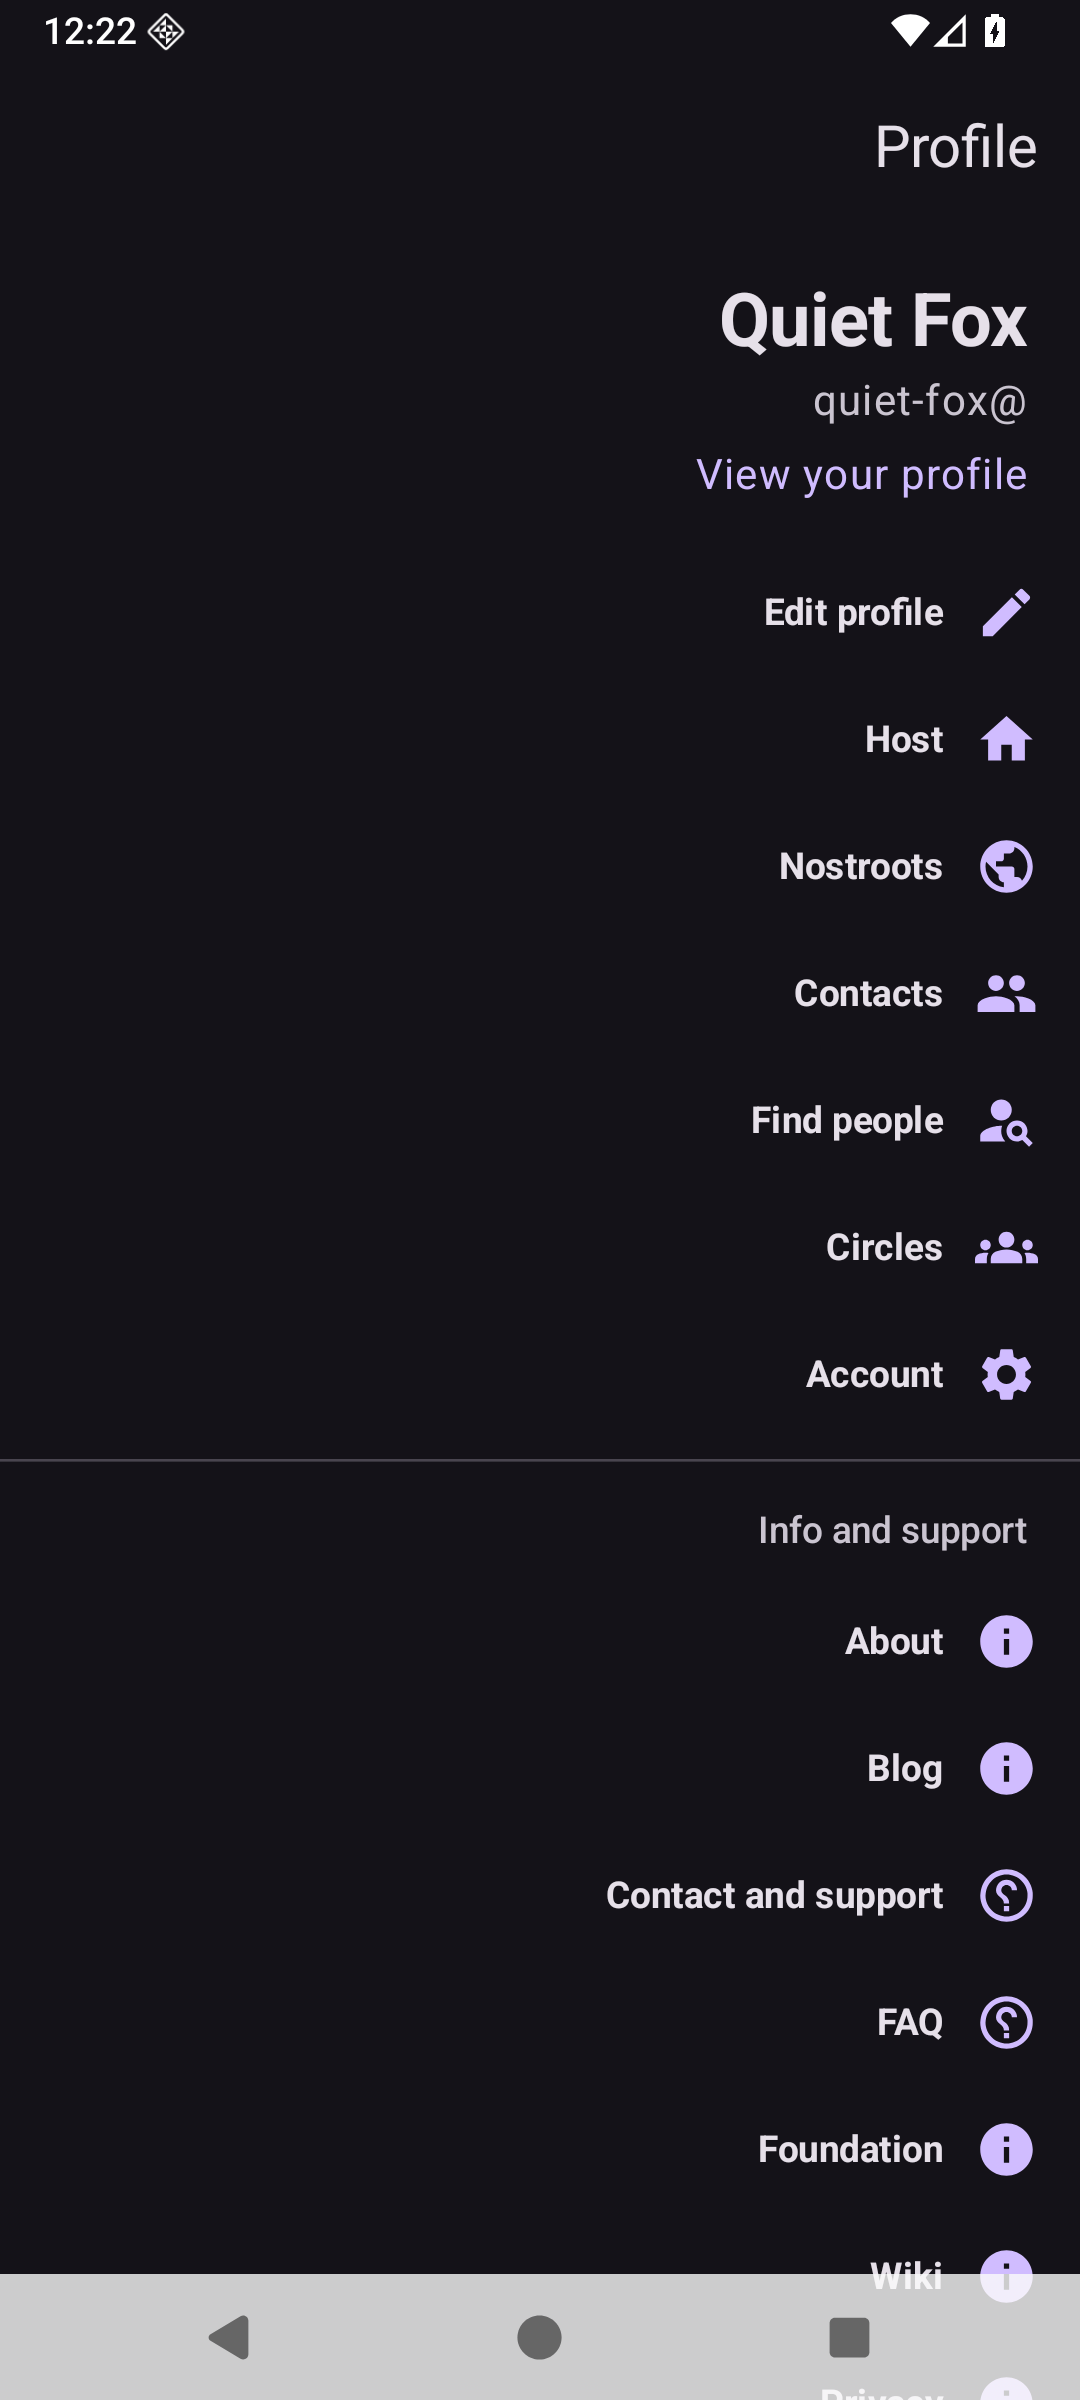 12:22
Profile
Quiet Fox
quiet-fox@
View your profile
Edit profile
Host
Nostroots
Contacts
Find people
Circles
Account
Info and support
About
Blog
Contact and support
FAQ
Foundation
Wiki
Privacy